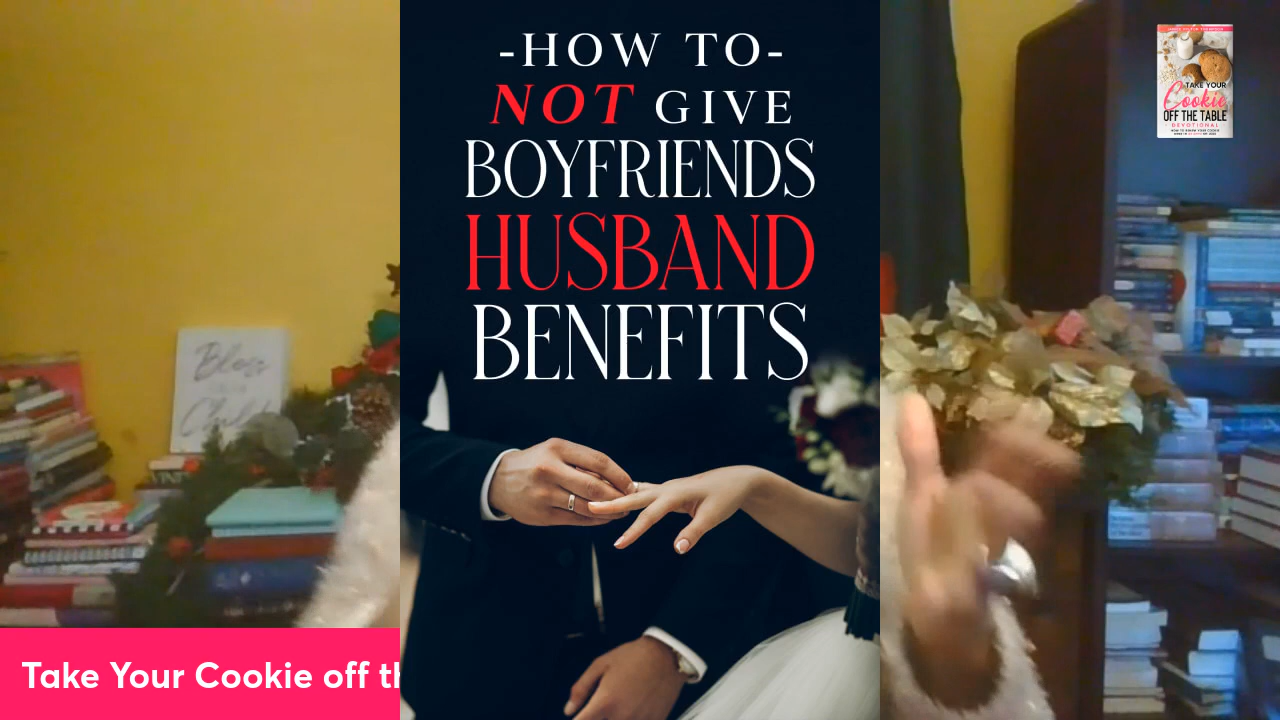 -HOW TO-
NOT GIVE
BOYFRIENDS
HUSBAND
BENEFITS
TAKE YOUR
Cookie
OFF THE TABLE
DEVOTIONAL
Bless
Take Your Cookie off th